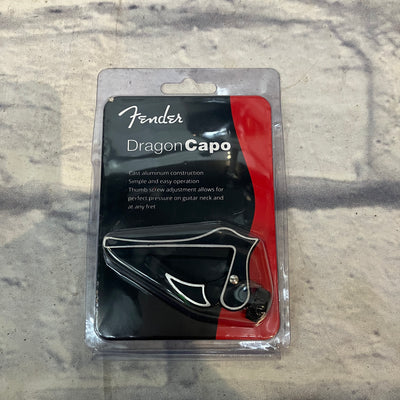 Fender
DragonCapo
Cast aluminum construction
Simple and easy operation
Thumb screw adjustment allows for
perfect pressure on guitar neck and
at any fret